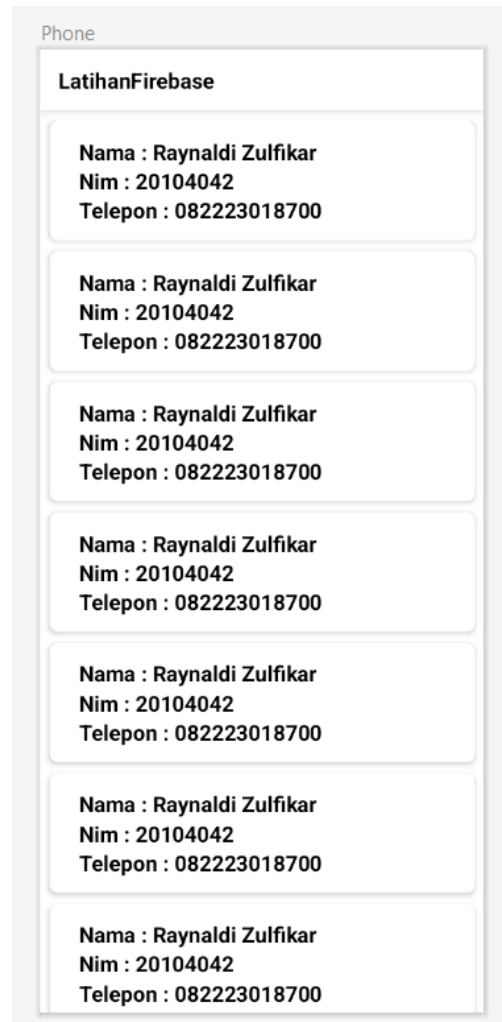 Phone
LatihanFirebase
Nama : Raynaldi Zulfikar
Nim : 20104042
Telepon : 082223018700
Nama : Raynaldi Zulfikar
Nim : 20104042
Telepon : 082223018700
Nama : Raynaldi Zulfikar
Nim : 20104042
Telepon : 082223018700
Nama : Raynaldi Zulfikar
Nim : 20104042
Telepon : 082223018700
Nama : Raynaldi Zulfikar
Nim : 20104042
Telepon : 082223018700
Nama : Raynaldi Zulfikar
Nim : 20104042
Telepon : 082223018700
Nama : Raynaldi Zulfikar
Nim : 20104042
Telepon : 082223018700